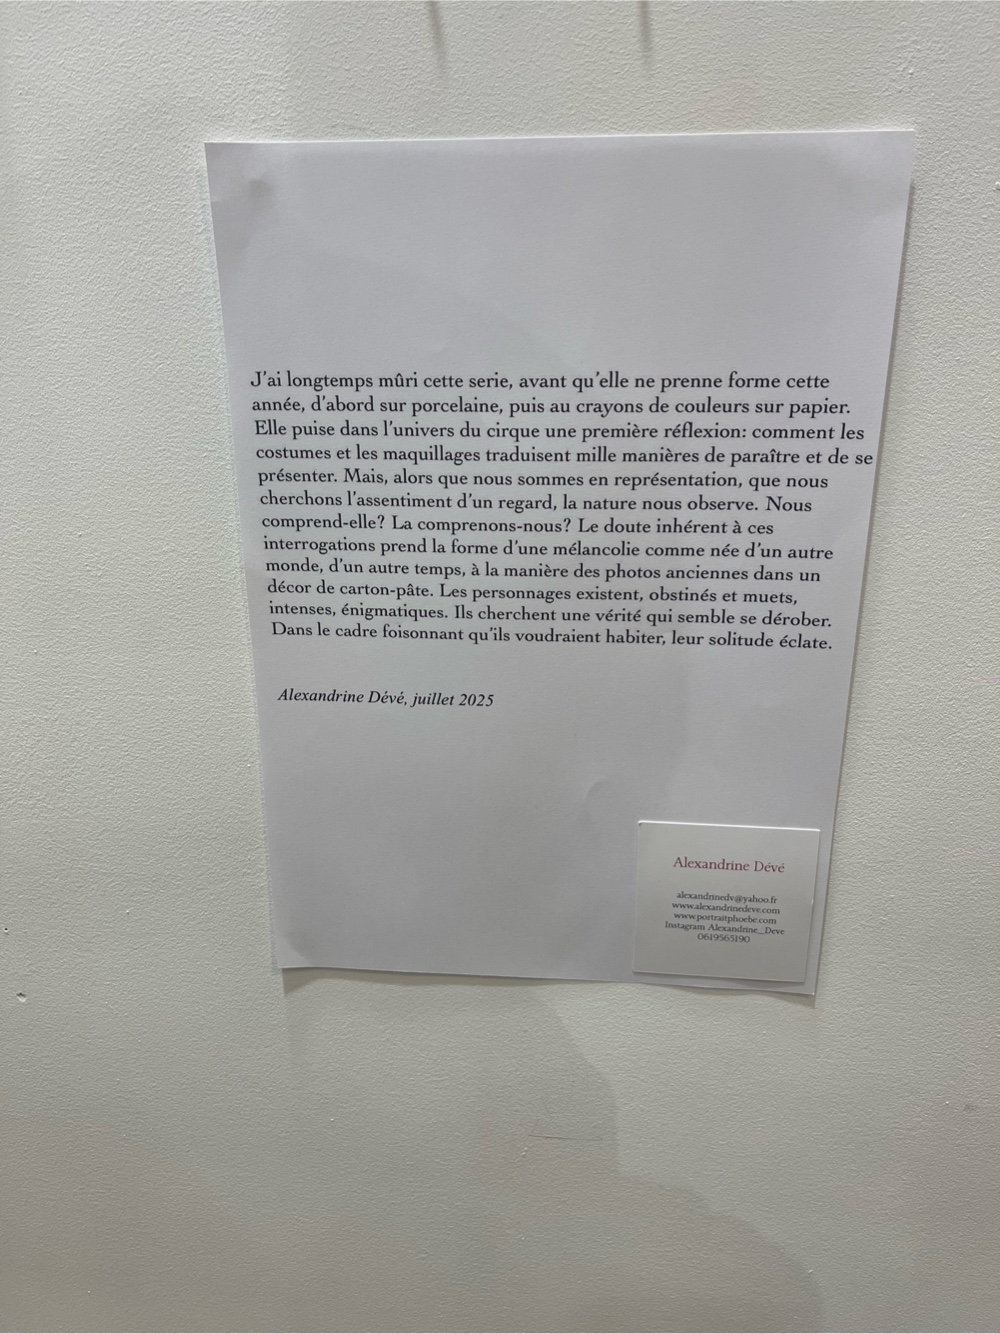 J'ai longtemps mûri cette serie, avant qu'elle ne prenne forme cette
année, d'abord sur porcelaine, puis au crayons de couleurs sur papier.
Elle puise dans l'univers du cirque une première réflexion: comment les
costumes et les maquillages traduisent mille manières de paraître et de se
présenter. Mais, alors que nous sommes en représentation, que nous
cherchons l'assentiment d'un regard, la nature nous observe. Nous
comprend-elle? La comprenons-nous? Le doute inhérent à ces
interrogations prend la forme d'une mélancolie comme née d'un autre
monde, d'un autre temps, à la manière des photos anciennes dans un
décor de carton-pâte. Les personnages existent, obstinés et muets,
intenses, énigmatiques. Ils cherchent une vérité qui semble se dérober.
Dans le cadre foisonnant qu'ils voudraient habiter, leur solitude éclate.
Alexandrine Dévé, juillet 2025
Alexandrine Dévé
alexandrinedv@yahoo.fr
www.alexandrinedeve.com
www.portraitphoebe.com
Instagram Alexandrine_Deve
0619565190